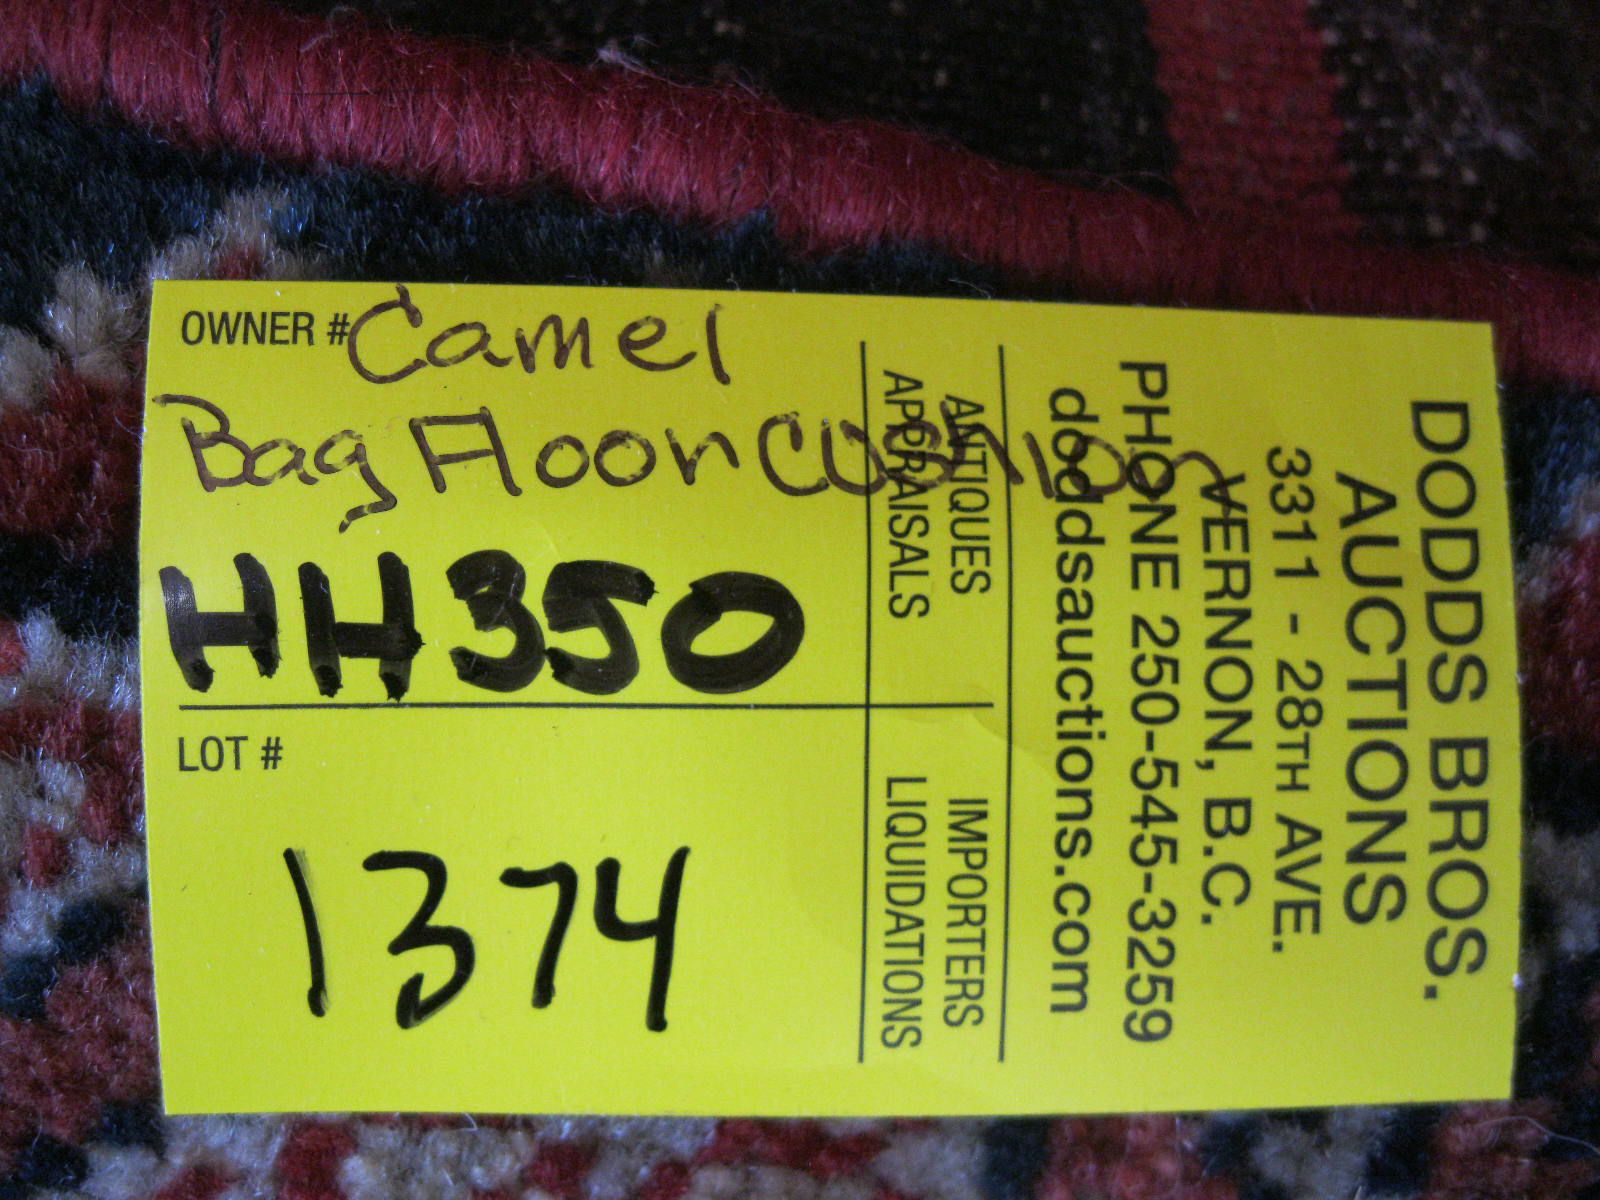 OWNER # Camel
Bag Floor Cushion
HH350
LOT #
1374
ANTIQUES
APPRAISALS
IMPORTERS
LIQUIDATIONS
DODDS BROS.
AUCTIONS
3311 - 28TH AVE.
VERNON, B.C.
PHONE 250-545-3259
doddsauctions.com